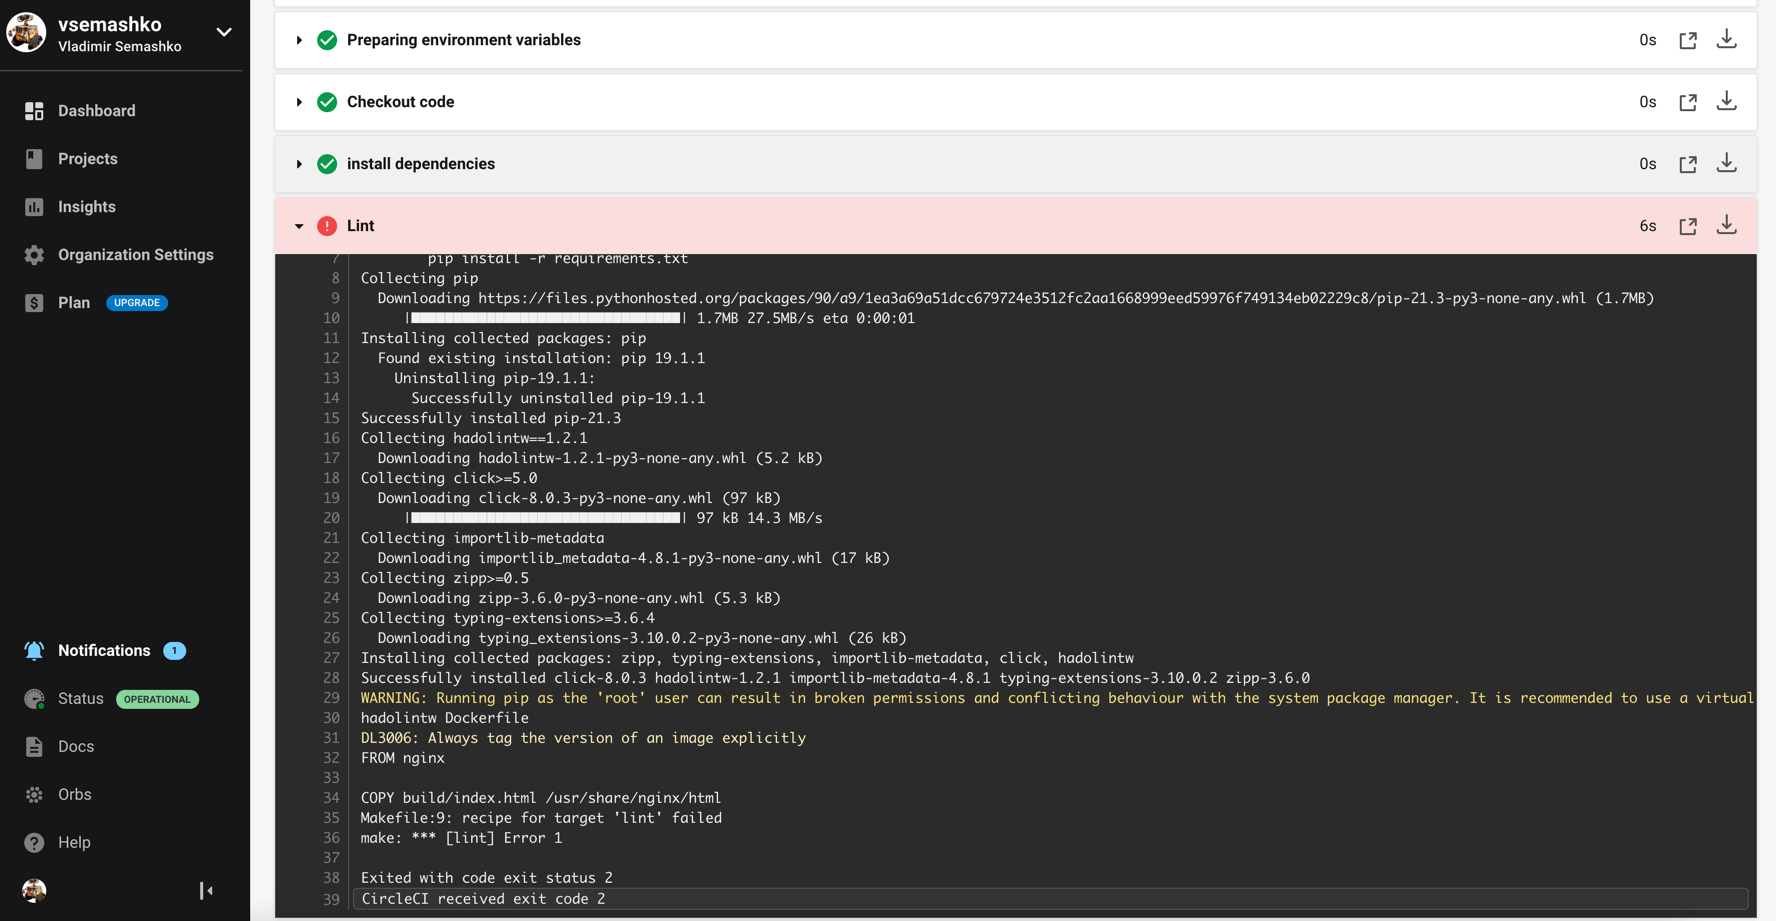 vsemashko
Vladimir Semashko
Dashboard
Projects
Insights
Organization Settings
Plan UPGRADE
Notifications 1
Status OPERATIONAL
Docs
Orbs
Help
Preparing environment variables 0s
Checkout code 0s
install dependencies 0s
Lint 6s
7 pip install -r requirements.txt
8 Collecting pip
9 Downloading https://files.pythonhosted.org/packages/90/a9/1ea3a69a51dcc679724e3512fc2aa1668999eed59976f749134eb02229c8/pip-21.3-py3-none-any.whl (1.7MB)
10 |████████████████████████████████| 1.7MB 27.5MB/s eta 0:00:01
11 Installing collected packages: pip
12 Found existing installation: pip 19.1.1
13 Uninstalling pip-19.1.1:
14 Successfully uninstalled pip-19.1.1
15 Successfully installed pip-21.3
16 Collecting hadolintw==1.2.1
17 Downloading hadolintw-1.2.1-py3-none-any.whl (5.2 kB)
18 Collecting click>=5.0
19 Downloading click-8.0.3-py3-none-any.whl (97 kB)
20 |████████████████████████████████| 97 kB 14.3 MB/s
21 Collecting importlib-metadata
22 Downloading importlib_metadata-4.8.1-py3-none-any.whl (17 kB)
23 Collecting zipp>=0.5
24 Downloading zipp-3.6.0-py3-none-any.whl (5.3 kB)
25 Collecting typing-extensions>=3.6.4
26 Downloading typing_extensions-3.10.0.2-py3-none-any.whl (26 kB)
27 Installing collected packages: zipp, typing-extensions, importlib-metadata, click, hadolintw
28 Successfully installed click-8.0.3 hadolintw-1.2.1 importlib-metadata-4.8.1 typing-extensions-3.10.0.2 zipp-3.6.0
29 WARNING: Running pip as the 'root' user can result in broken permissions and conflicting behaviour with the system package manager. It is recommended to use a virtual
30 hadolintw Dockerfile
31 DL3006: Always tag the version of an image explicitly
32 FROM nginx
33
34 COPY build/index.html /usr/share/nginx/html
35 Makefile:9: recipe for target 'lint' failed
36 make: *** [lint] Error 1
37
38 Exited with code exit status 2
39 CircleCI received exit code 2